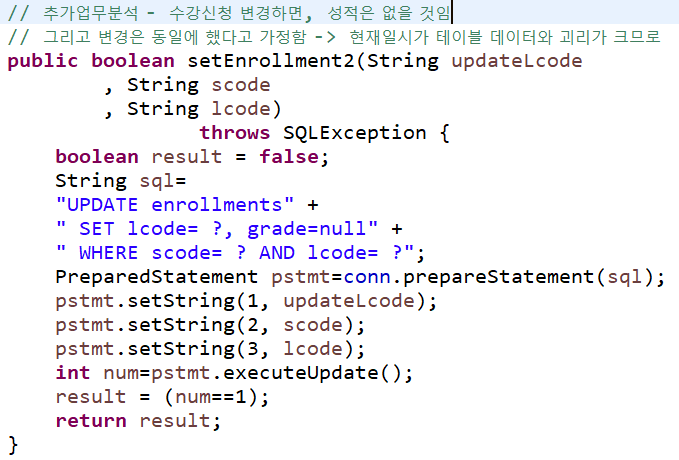 // 추가업무분석 - 수강신청 변경하면, 성적은 없을 것임
// 그리고 변경은 동일에 했다고 가정함 -> 현재일시가 테이블 데이터와 괴리가 크므로
public boolean setEnrollment2(String updateLcode
        , String scode
        , String lcode)
                throws SQLException {
    boolean result = false;
    String sql=
    "UPDATE enrollments" +
    " SET lcode= ?, grade=null" +
    " WHERE scode= ? AND lcode= ?";
    PreparedStatement pstmt=conn.prepareStatement(sql);
    pstmt.setString(1, updateLcode);
    pstmt.setString(2, scode);
    pstmt.setString(3, lcode);
    int num=pstmt.executeUpdate();
    result = (num==1);
    return result;
}